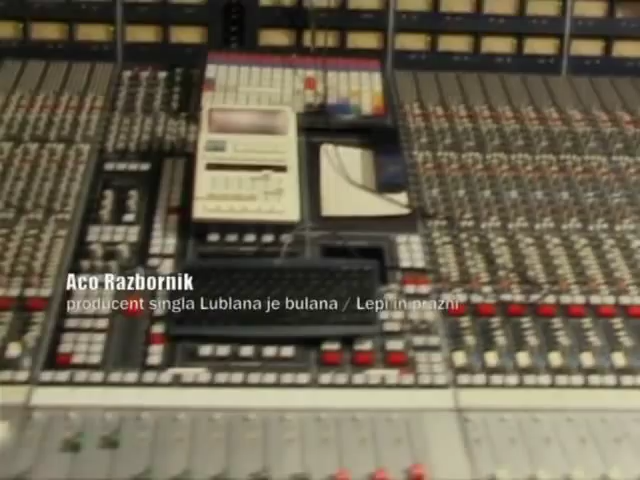 Aco Razbornik
producent singla Lublana je bulana / Lepi in prazni